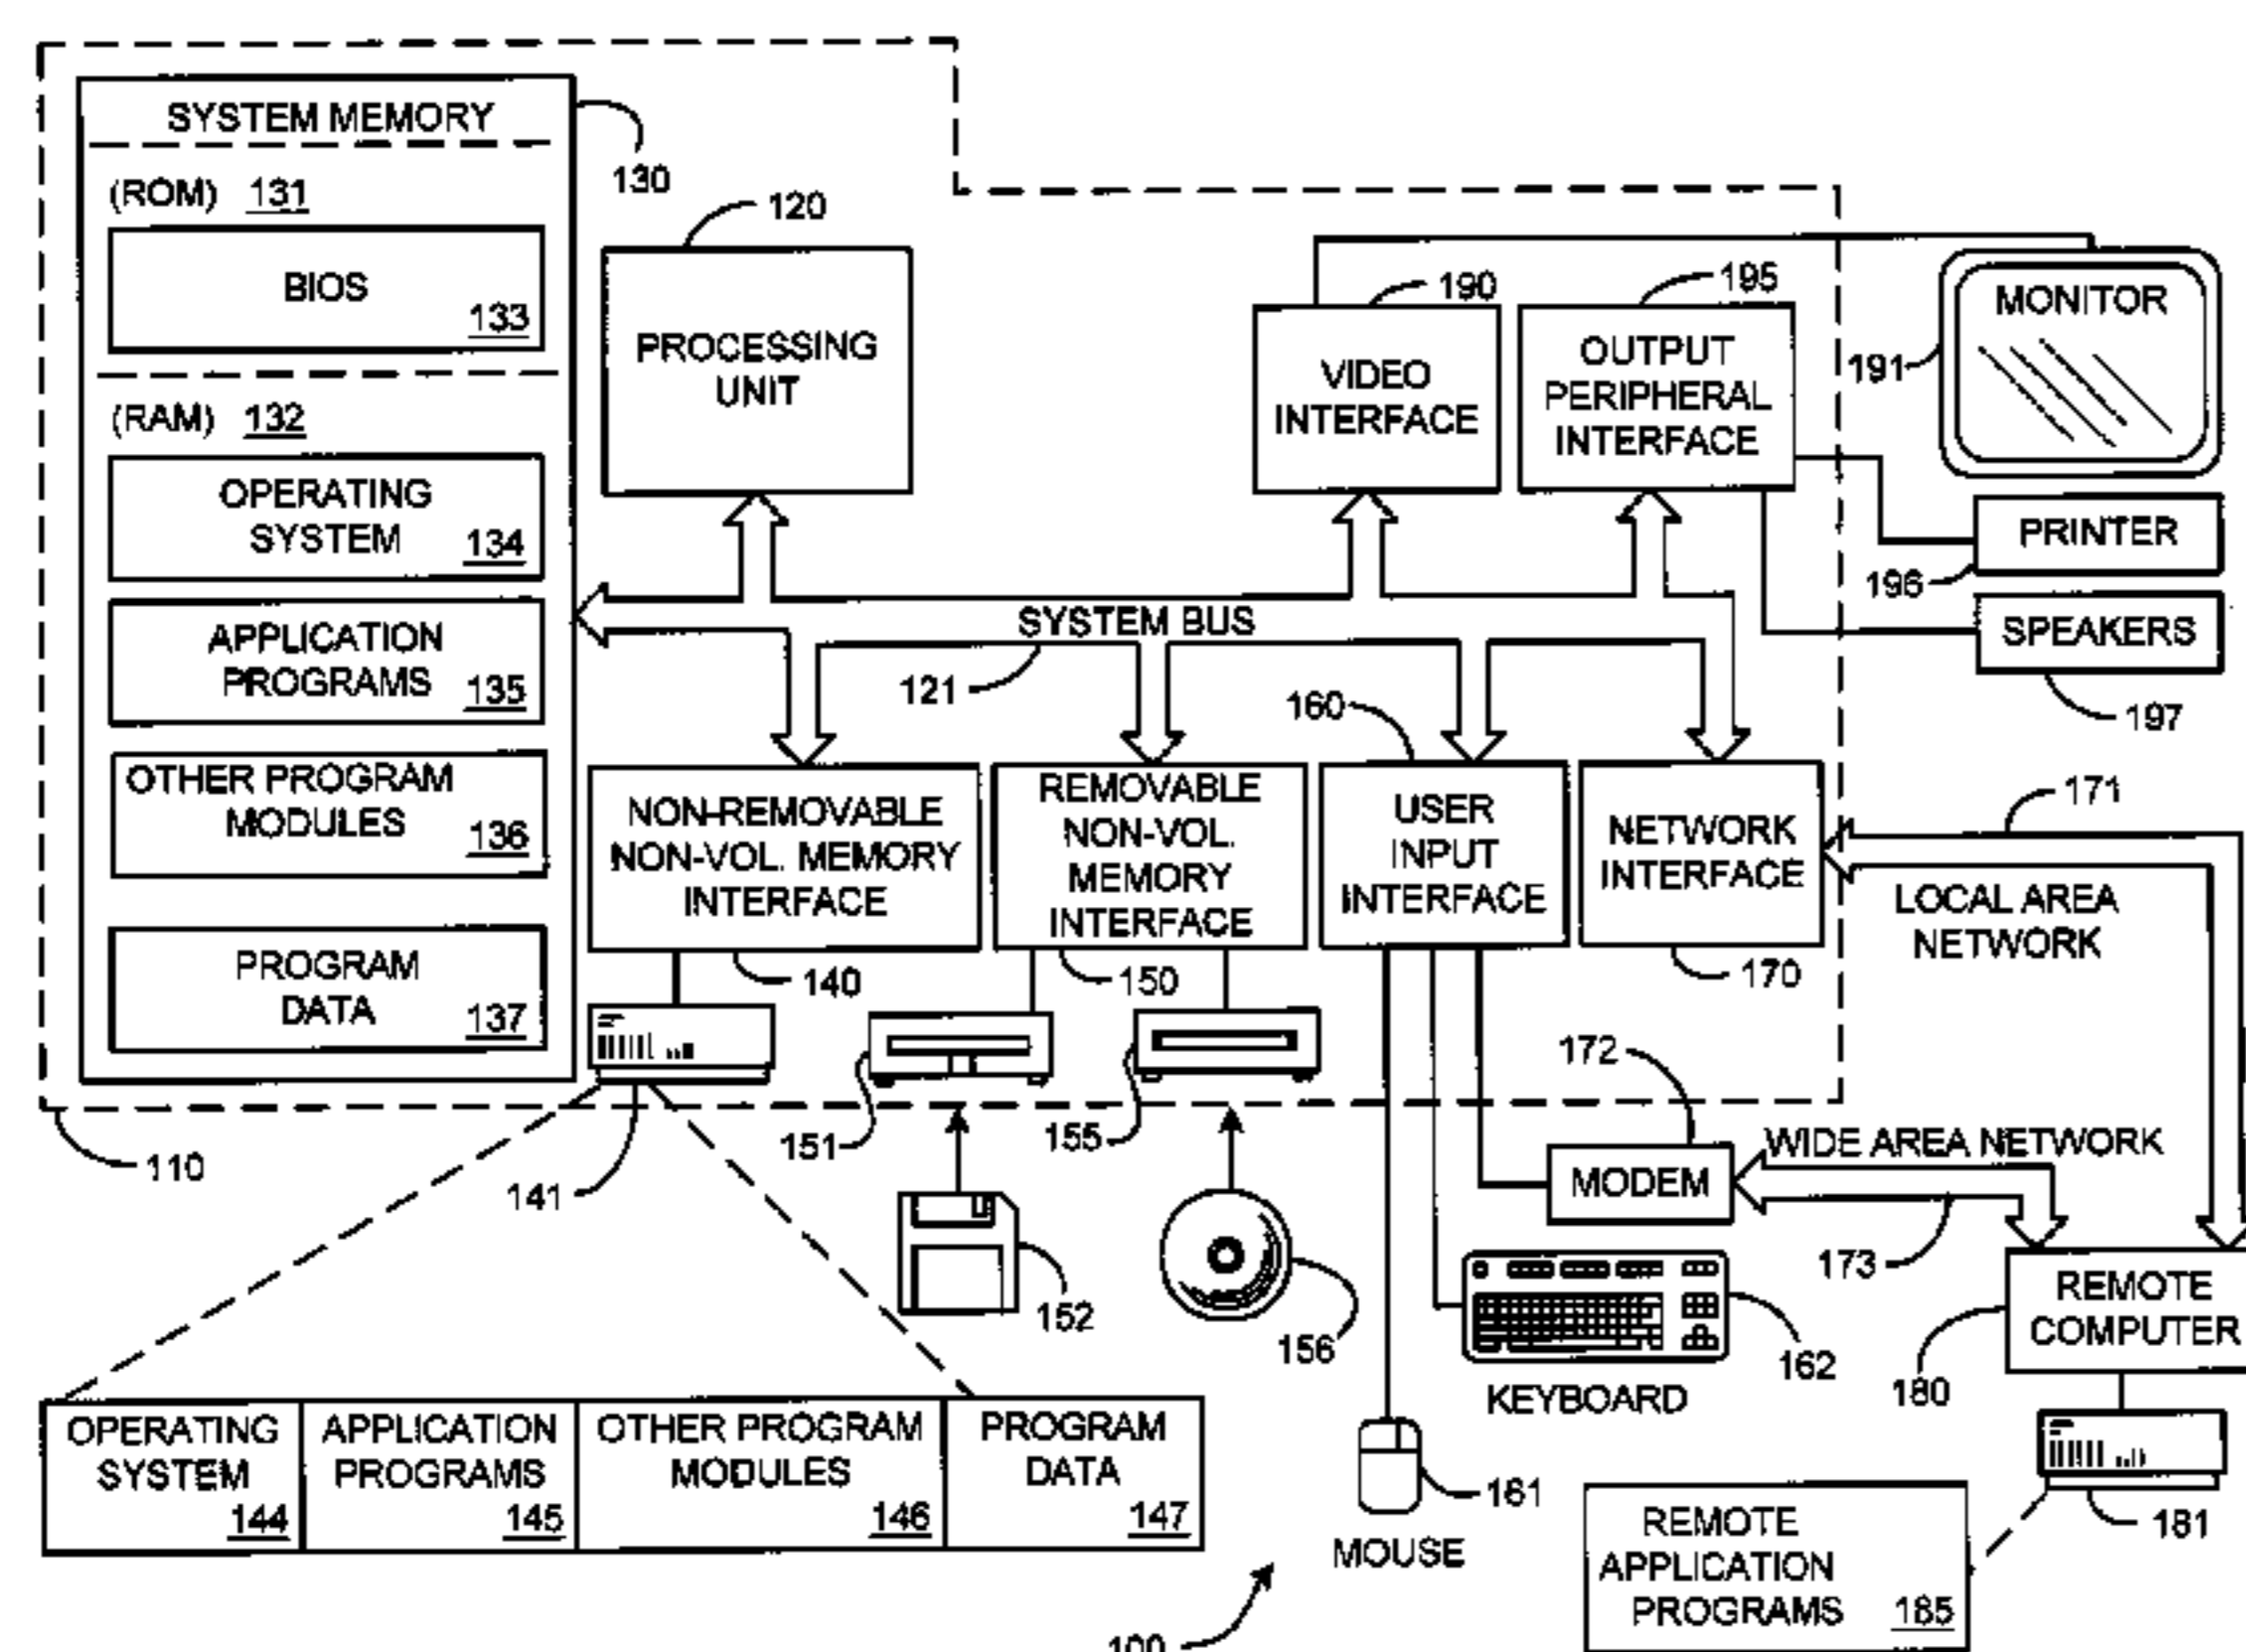 SYSTEM MEMORY
130
(ROM) 131
BIOS
133
(RAM) 132
OPERATING
SYSTEM 134
APPLICATION
PROGRAMS 135
OTHER PROGRAM
MODULES 136
PROGRAM
DATA 137
120
PROCESSING
UNIT
190
VIDEO
INTERFACE
195
OUTPUT
PERIPHERAL
INTERFACE
MONITOR
191
PRINTER
196
SPEAKERS
197
SYSTEM BUS
121
NON-REMOVABLE
NON-VOL. MEMORY
INTERFACE
140
REMOVABLE
NON-VOL.
MEMORY
INTERFACE
150
160
USER
INPUT
INTERFACE
NETWORK
INTERFACE
170
171
LOCAL AREA
NETWORK
110
141
151
152
155
156
172
MODEM
WIDE AREA NETWORK
173
162
KEYBOARD
161
MOUSE
REMOTE
COMPUTER
180
181
OPERATING
SYSTEM
144
APPLICATION
PROGRAMS
145
OTHER PROGRAM
MODULES
146
PROGRAM
DATA
147
REMOTE
APPLICATION
PROGRAMS 185
100